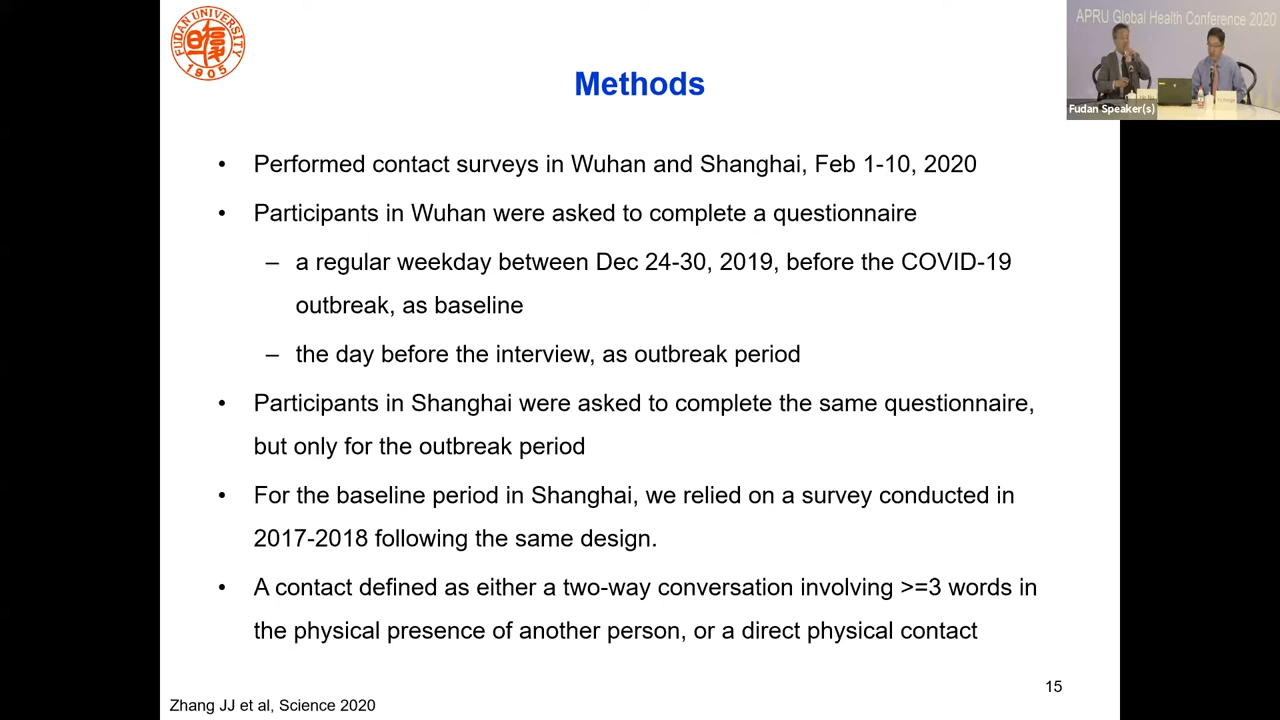 FUDAN UNIVERSITY
1905
APRU Global Health Conference 2020
Fudan Speaker(s)
Methods
• Performed contact surveys in Wuhan and Shanghai, Feb 1-10, 2020
• Participants in Wuhan were asked to complete a questionnaire
– a regular weekday between Dec 24-30, 2019, before the COVID-19
outbreak, as baseline
– the day before the interview, as outbreak period
• Participants in Shanghai were asked to complete the same questionnaire,
but only for the outbreak period
• For the baseline period in Shanghai, we relied on a survey conducted in
2017-2018 following the same design.
• A contact defined as either a two-way conversation involving >=3 words in
the physical presence of another person, or a direct physical contact
15
Zhang JJ et al, Science 2020